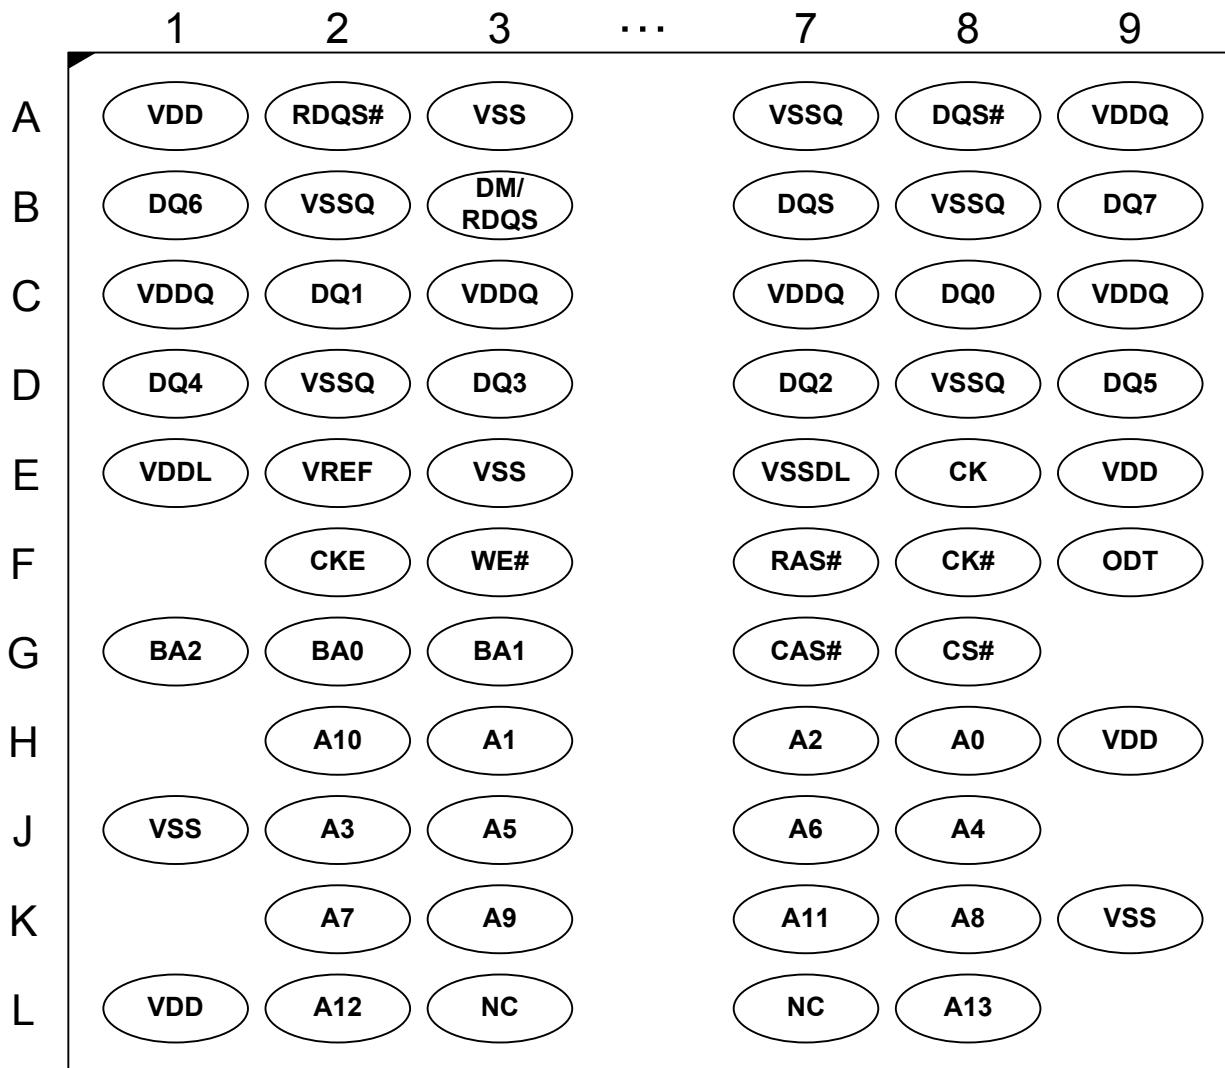 1 2 3 ... 7 8 9
A VDD RDQS# VSS VSSQ DQS# VDDQ
B DQ6 VSSQ DM/ RDQS DQS VSSQ DQ7
C VDDQ DQ1 VDDQ VDDQ DQ0 VDDQ
D DQ4 VSSQ DQ3 DQ2 VSSQ DQ5
E VDDL VREF VSS VSSDL CK VDD
F CKE WE# RAS# CK# ODT
G BA2 BA0 BA1 CAS# CS#
H A10 A1 A2 A0 VDD
J VSS A3 A5 A6 A4
K A7 A9 A11 A8 VSS
L VDD A12 NC NC A13